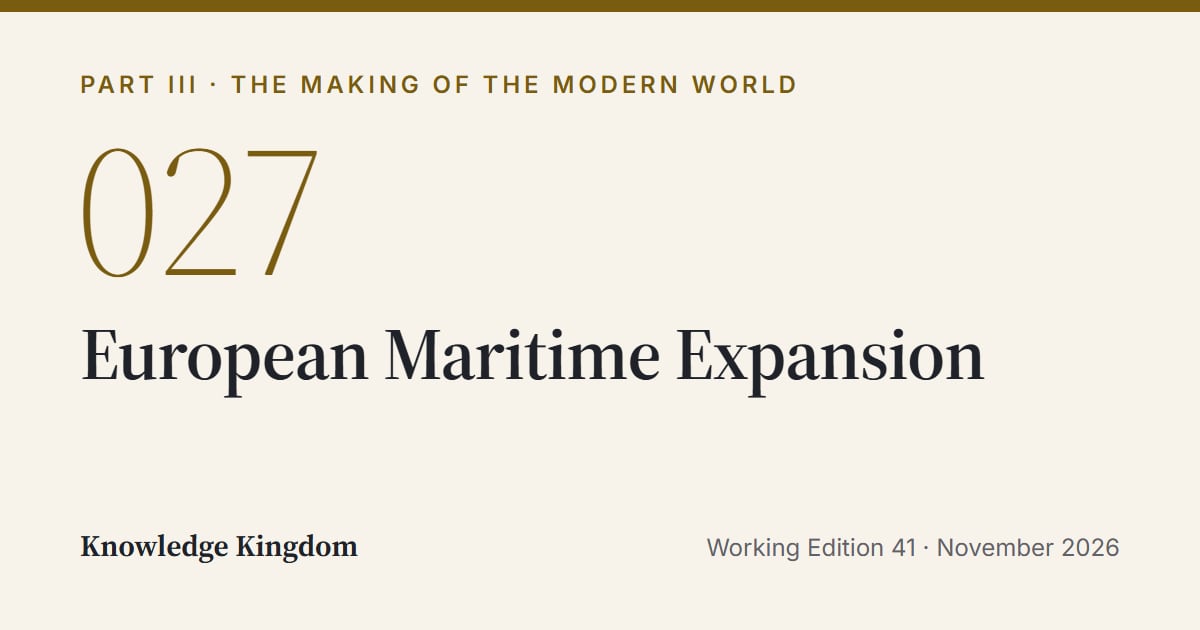 PART III · THE MAKING OF THE MODERN WORLD
027
European Maritime Expansion
Knowledge Kingdom
Working Edition 41 · November 2026